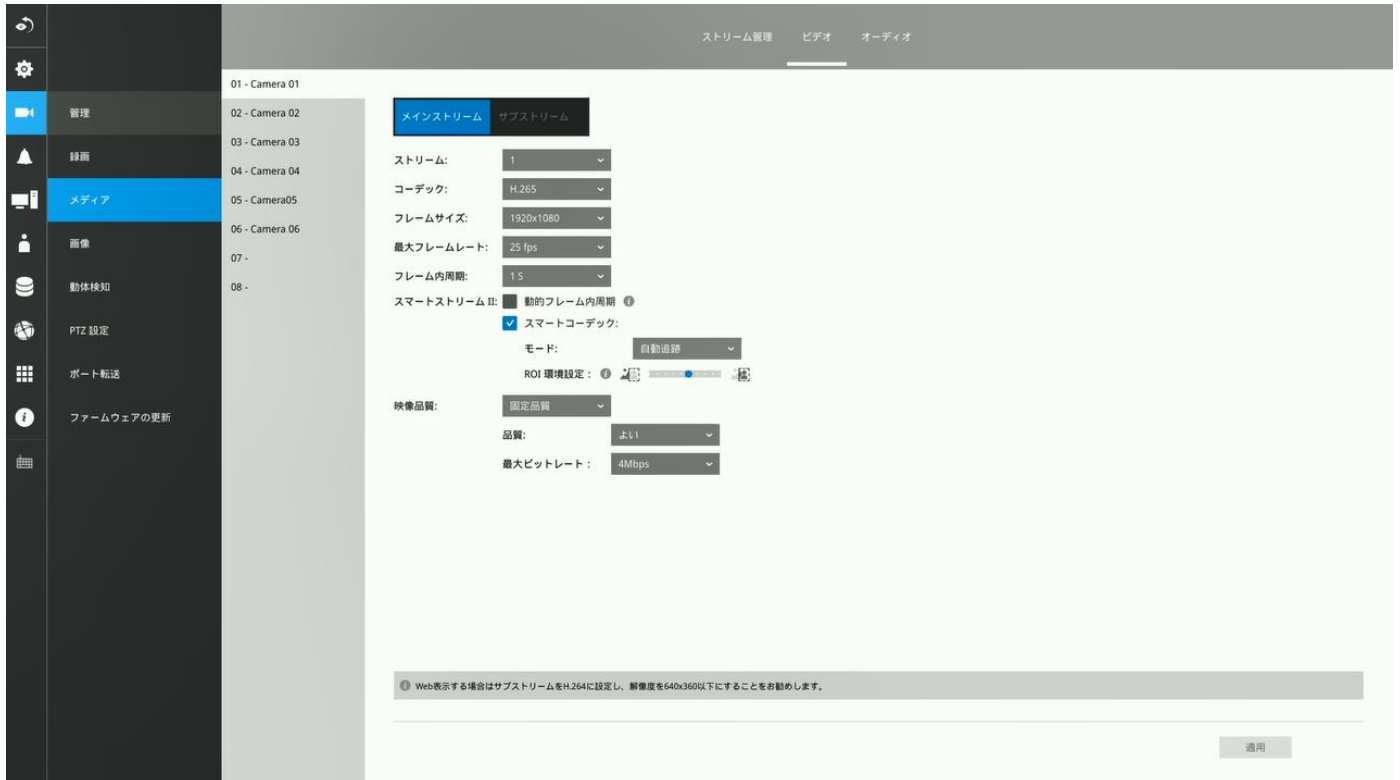 ストリーム管理 ビデオ オーディオ
管理
録画
メディア
画像
動体検知
PTZ 設定
ポート転送
ファームウェアの更新
01 - Camera 01
02 - Camera 02
03 - Camera 03
04 - Camera 04
05 - Camera05
06 - Camera 06
07 -
08 -
メインストリーム サブストリーム
ストリーム: 1
コーデック: H.265
フレームサイズ: 1920x1080
最大フレームレート: 25 fps
フレーム内周期: 1 S
スマートストリーム II: 動的フレーム内周期
スマートコーデック:
モード: 自動追跡
ROI 環境設定 :
映像品質: 固定品質
品質: よい
最大ビットレート : 4Mbps
Web表示する場合はサブストリームをH.264に設定し、解像度を640x360以下にすることをお勧めします。
適用